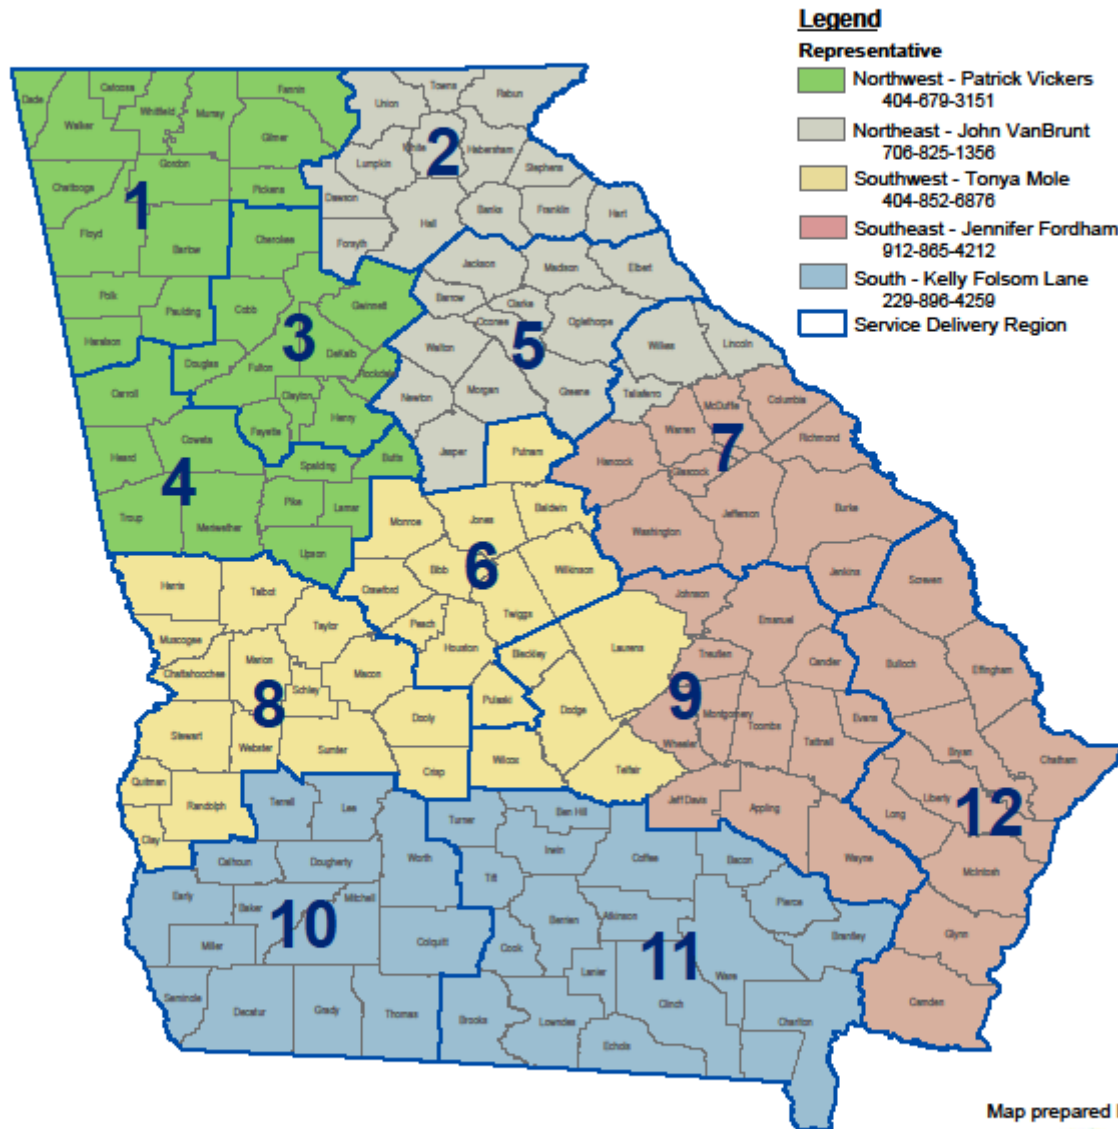 Legend
Representative
Northwest - Patrick Vickers
404-679-3151
Northeast - John VanBrunt
706-825-1356
Southwest - Tonya Mole
404-852-6876
Southeast - Jennifer Fordham
912-865-4212
South - Kelly Folsom Lane
229-896-4259
Service Delivery Region
Dade
Catoosa
Whitfield
Murray
Fannin
Walker
Gilmer
Gordon
Chattooga
Pickens
1
Floyd
Bartow
Polk
Paulding
Haralson
Union
Towns
Rabun
White
2
Habersham
Lumpkin
Stephens
Dawson
Hall
Banks
Franklin
Hart
Forsyth
Cherokee
Cobb
Gwinnett
3
DeKalb
Douglas
Fulton
Rockdale
Clayton
Henry
Fayette
Jackson
Madison
Elbert
Barrow
Clarke
Oconee
Oglethorpe
5
Walton
Newton
Morgan
Greene
Jasper
Carroll
Coweta
Heard
Spalding
Butts
4
Pike
Lamar
Troup
Meriwether
Upson
Wilkes
Lincoln
Taliaferro
McDuffie
Columbia
Warren
7
Richmond
Hancock
Glascock
Jefferson
Burke
Washington
Jenkins
Putnam
Monroe
Jones
Baldwin
Bibb
6
Wilkinson
Crawford
Peach
Twiggs
Houston
Pulaski
Harris
Talbot
Taylor
Muscogee
Chattahoochee
Marion
Macon
Schley
8
Dooly
Stewart
Webster
Sumter
Crisp
Quitman
Randolph
Clay
Johnson
Emanuel
Bleckley
Laurens
Treutlen
Candler
9
Montgomery
Toombs
Tattnall
Evans
Dodge
Wheeler
Wilcox
Telfair
Jeff Davis
Appling
Wayne
Screven
Bulloch
Effingham
Bryan
Chatham
Liberty
Long
12
McIntosh
Glynn
Camden
Terrell
Lee
Calhoun
Dougherty
Worth
Early
Baker
Mitchell
10
Miller
Colquitt
Seminole
Decatur
Grady
Thomas
Turner
Ben Hill
Irwin
Coffee
Bacon
Tift
Pierce
Berrien
Atkinson
Brantley
Cook
11
Lanier
Ware
Clinch
Brooks
Lowndes
Charlton
Echols
Map prepared